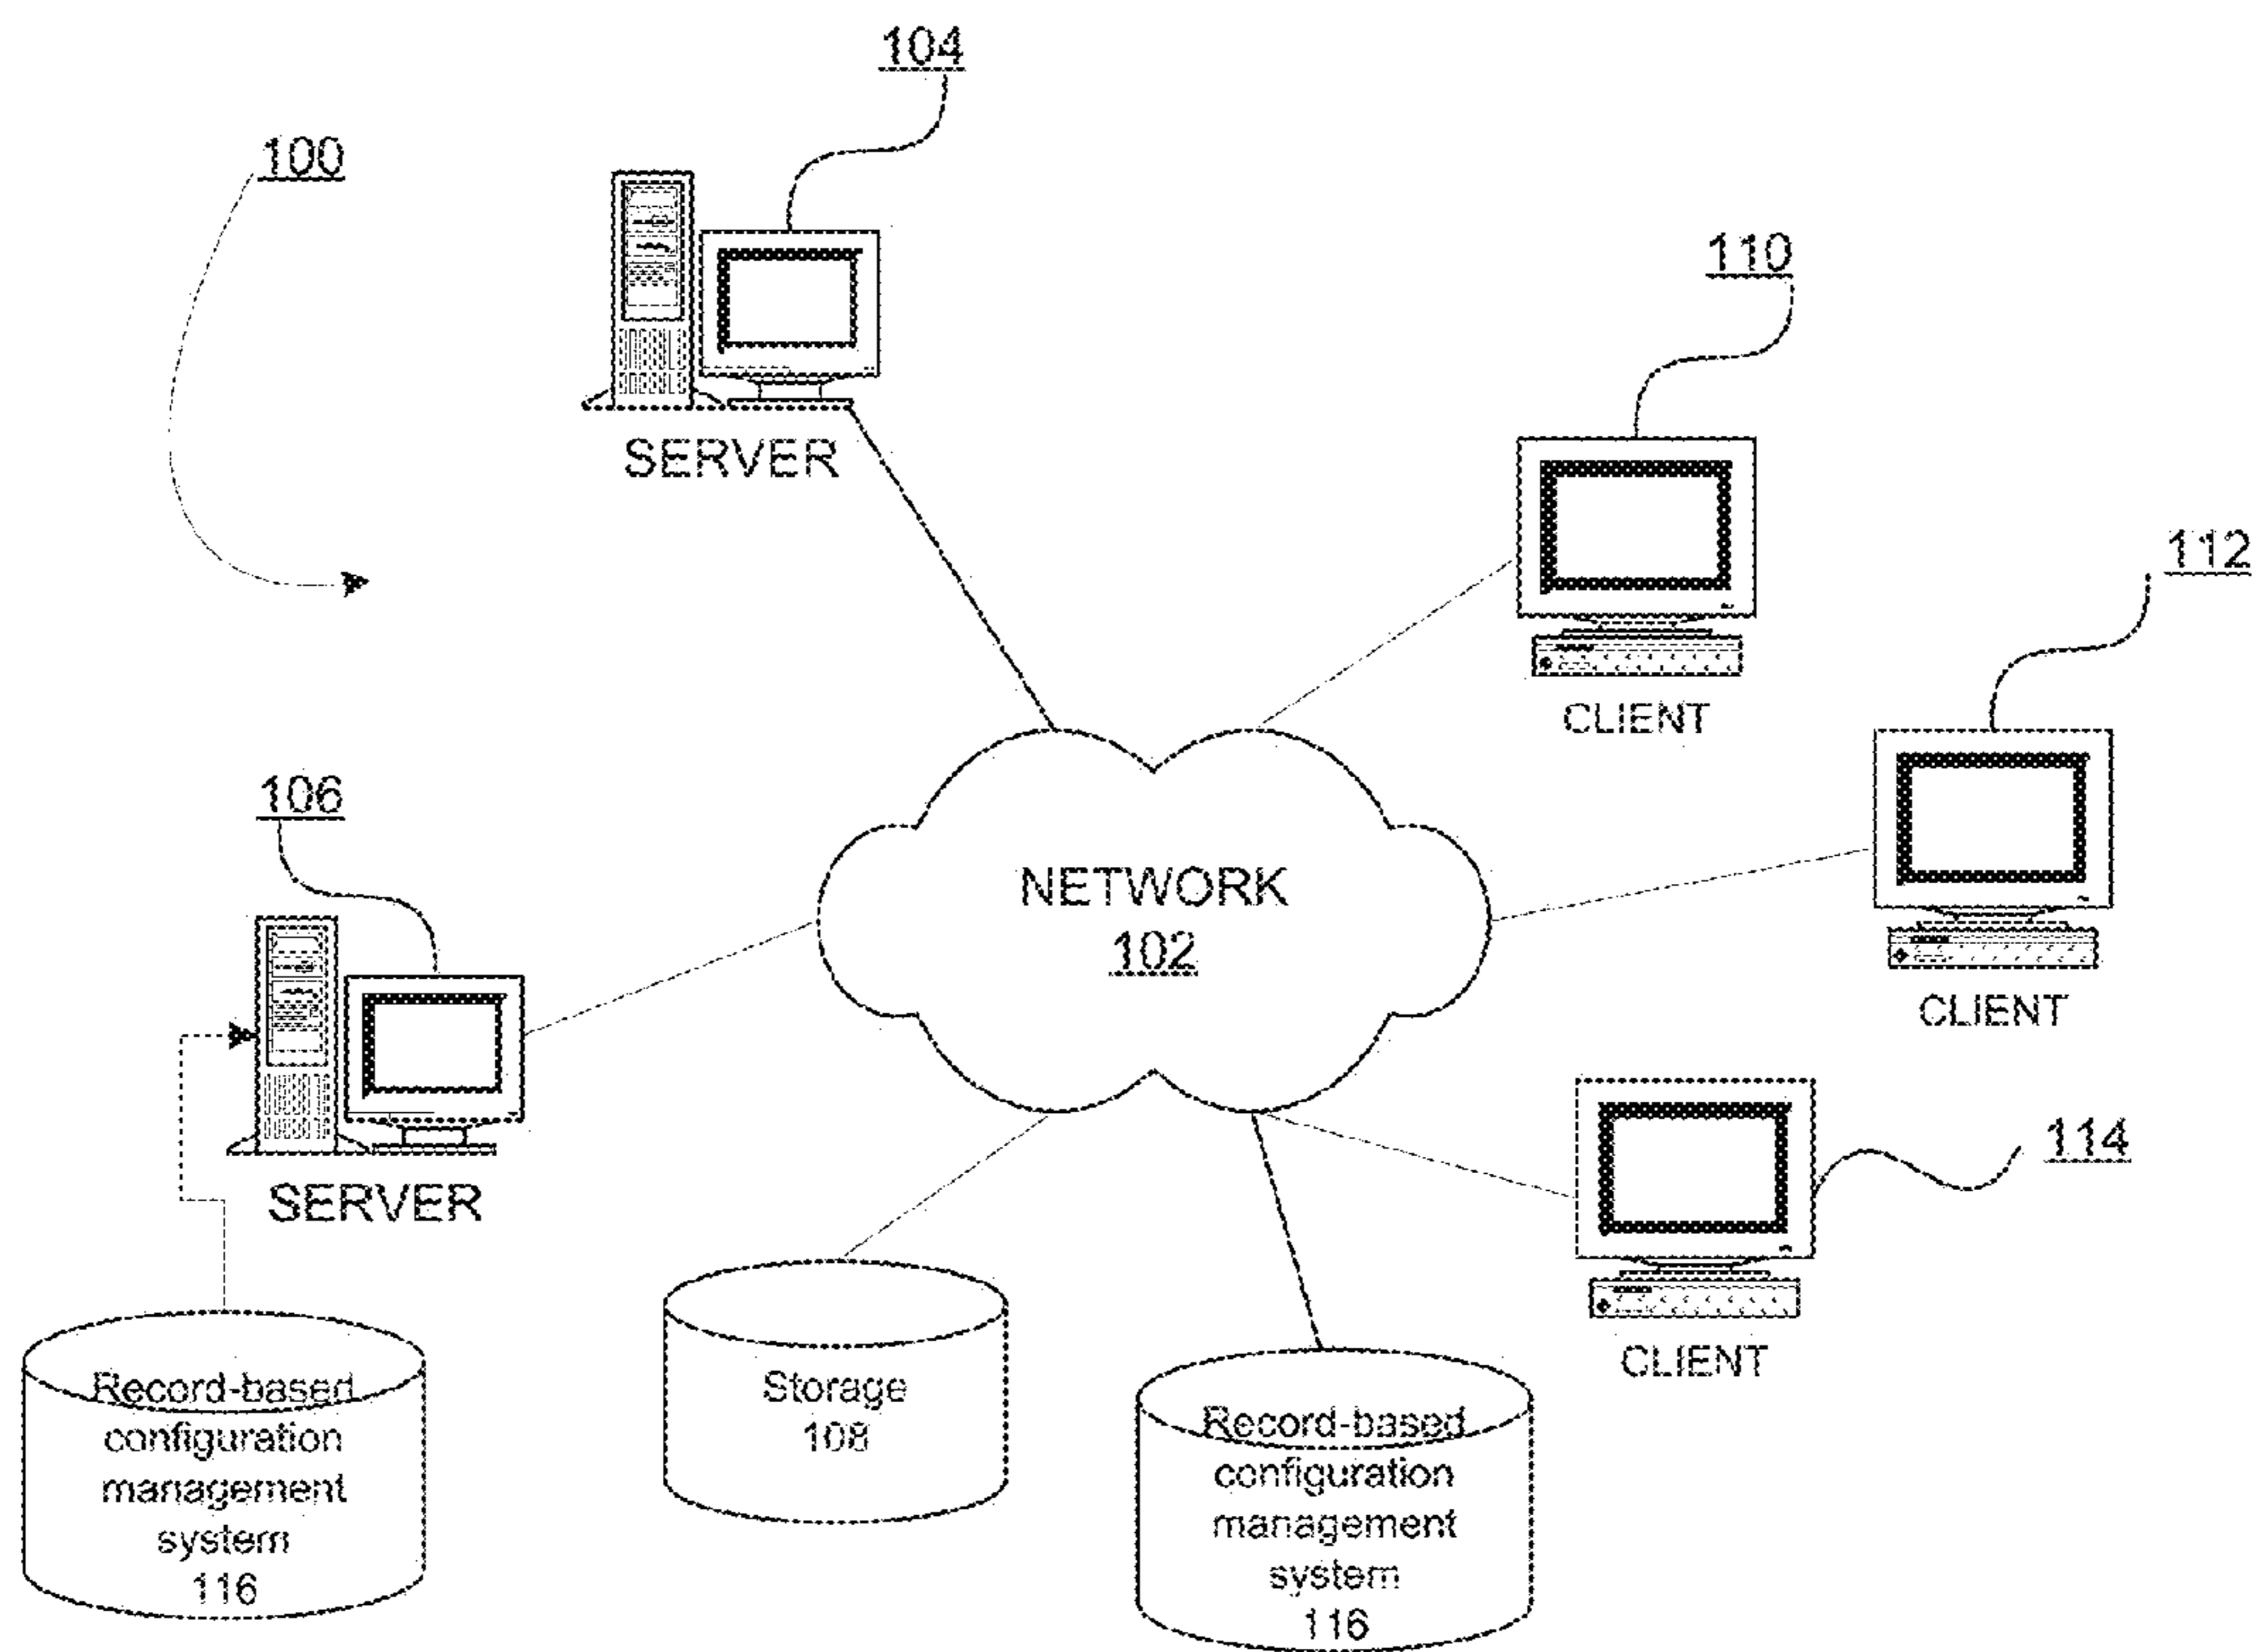 104
100
110
SERVER
112
CLIENT
106
NETWORK
102
CLIENT
114
SERVER
CLIENT
Storage
108
Record-based
configuration
management
system
116
Record-based
configuration
management
system
116